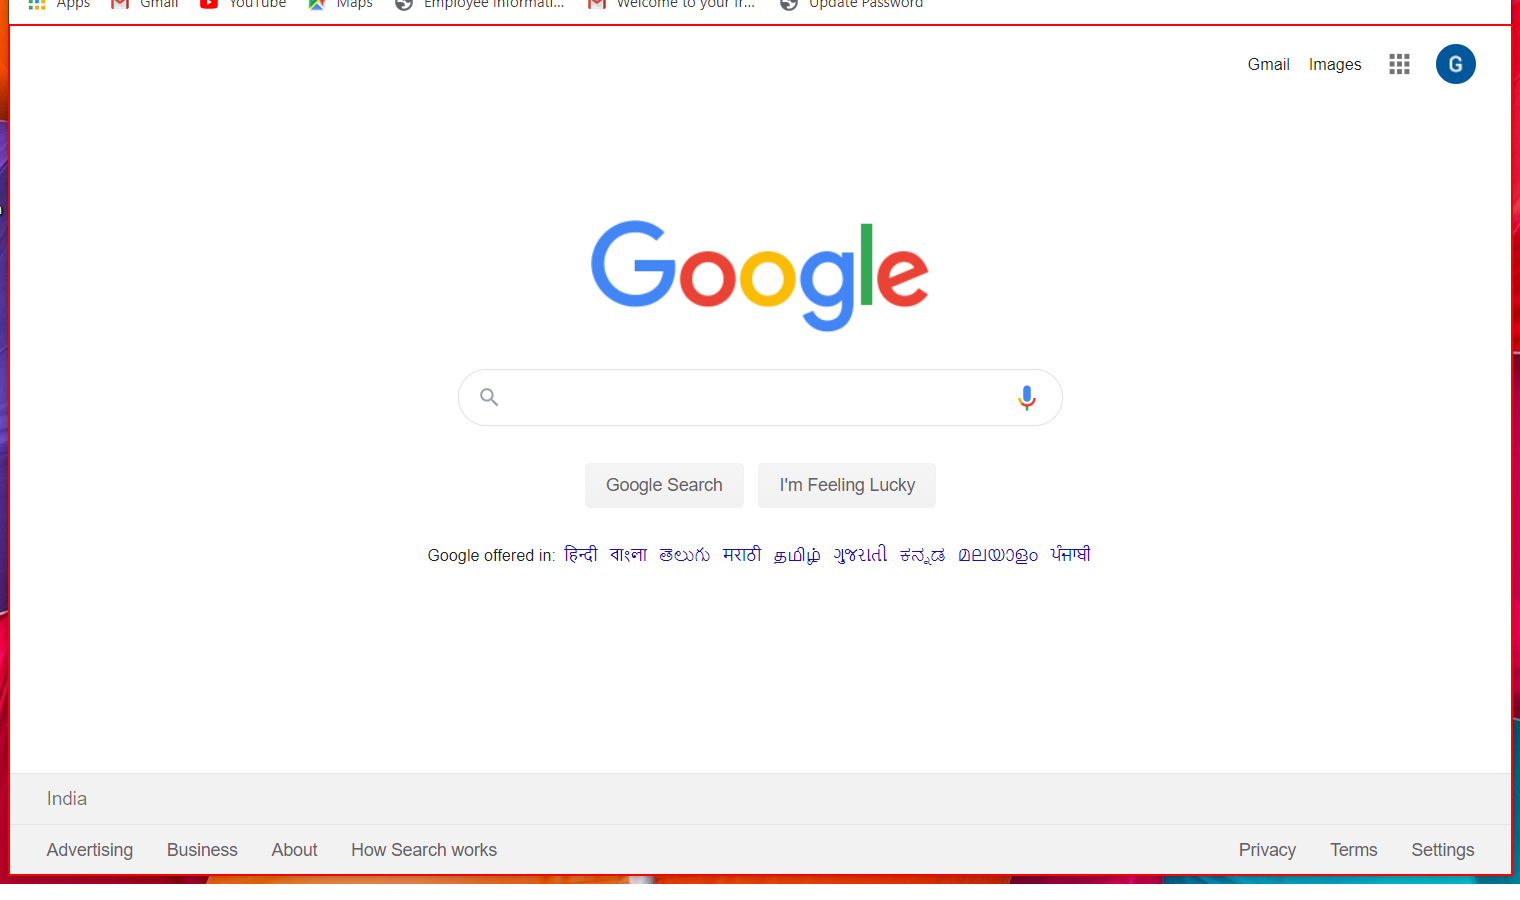 Apps Gmail YouTube Maps Employee Informati... Welcome to your fr... Update Password
Gmail Images G
Google
Google Search I'm Feeling Lucky
Google offered in: हिन्दी বাংলা తెలుగు मराठी தமிழ் ગુજરાતી ಕನ್ನಡ മലയാളം ਪੰਜਾਬੀ
India
Advertising Business About How Search works Privacy Terms Settings